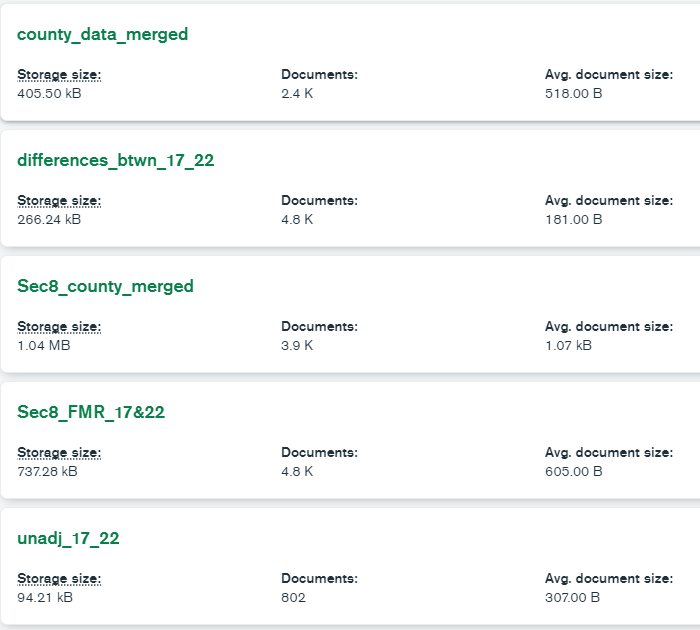 county_data_merged
Storage size: Documents: Avg. document size:
405.50 kB 2.4 K 518.00 B
differences_btwn_17_22
Storage size: Documents: Avg. document size:
266.24 kB 4.8 K 181.00 B
Sec8_county_merged
Storage size: Documents: Avg. document size:
1.04 MB 3.9 K 1.07 kB
Sec8_FMR_17&22
Storage size: Documents: Avg. document size:
737.28 kB 4.8 K 605.00 B
unadj_17_22
Storage size: Documents: Avg. document size:
94.21 kB 802 307.00 B